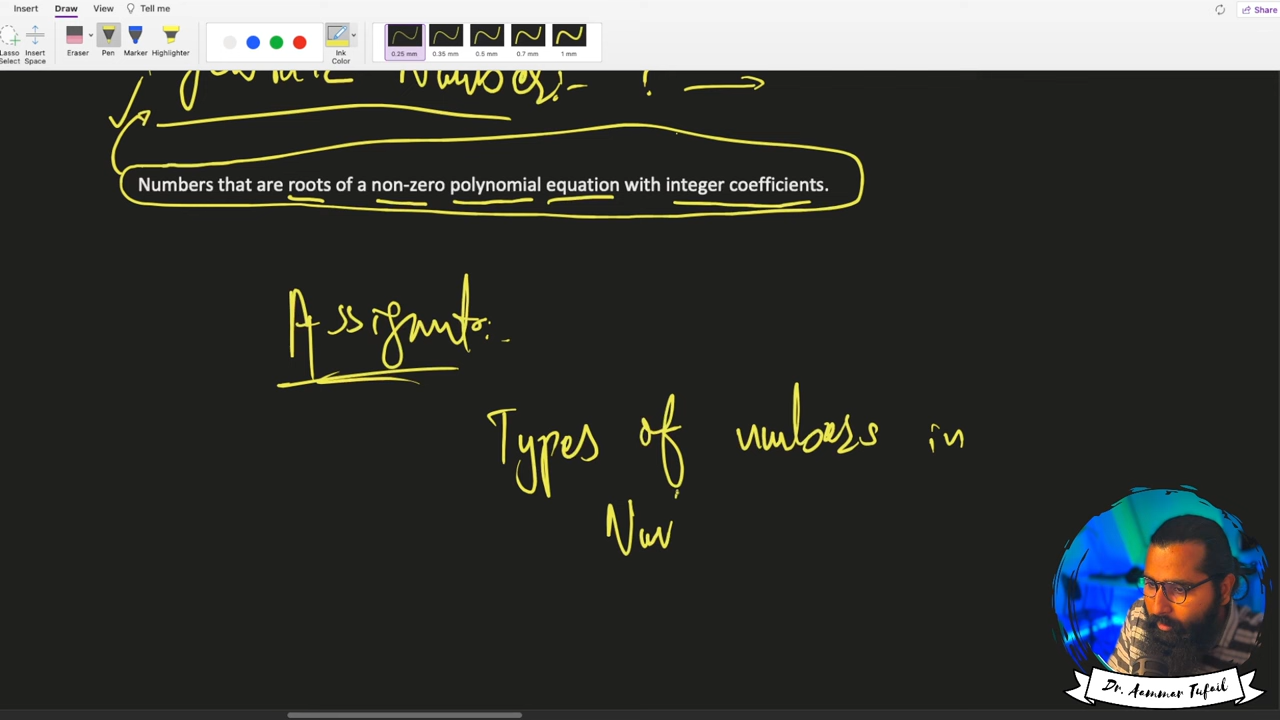 Insert Draw View Tell me Share
Lasso Select Insert Space Eraser Pen Marker Highlighter Ink Color 0.25 mm 0.35 mm 0.5 mm 0.7 mm 1 mm
Numbers:- ?
Numbers that are roots of a non-zero polynomial equation with integer coefficients.
Types of numbers in
Dr. Aammar Tufail